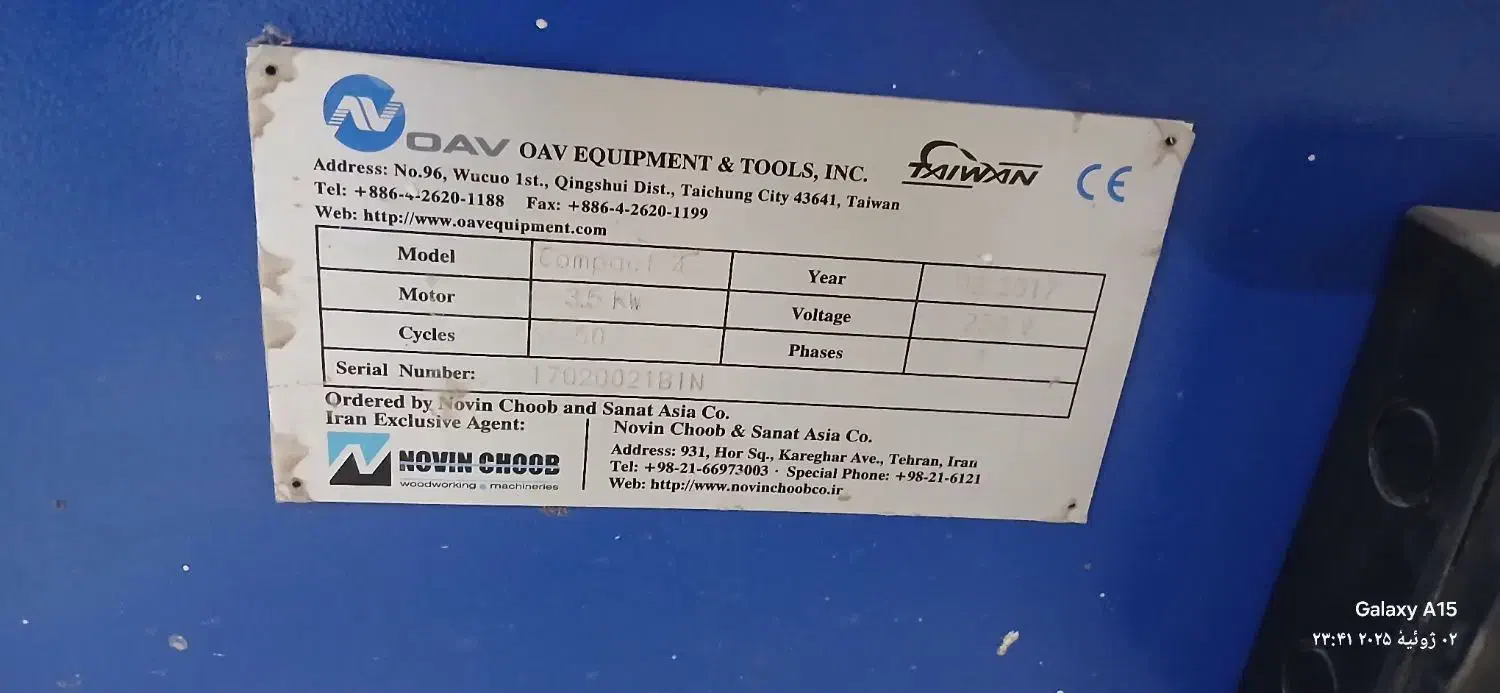 OAV OAV EQUIPMENT & TOOLS, INC. TAIWAN CE
Address: No.96, Wucuo 1st., Qingshui Dist., Taichung City 43641, Taiwan
Tel: +886-4-2620-1188 Fax: +886-4-2620-1199
Web: http://www.oavequipment.com
Model Compact Year 2017
Motor 3.5 kW Voltage
Cycles 50 Phases
Serial Number: 17020021BIN
Ordered by Novin Choob and Sanat Asia Co.
Iran Exclusive Agent:
NOVIN CHOOB
woodworking machineries
Novin Choob & Sanat Asia Co.
Address: 931, Hor Sq., Kareghar Ave., Tehran, Iran
Tel: +98-21-66973003 · Special Phone: +98-21-6121
Web: http://www.novinchoobco.ir
Galaxy A15
۰۲ ژوئیهٔ ۲۰۲۵ ۲۳:۴۱